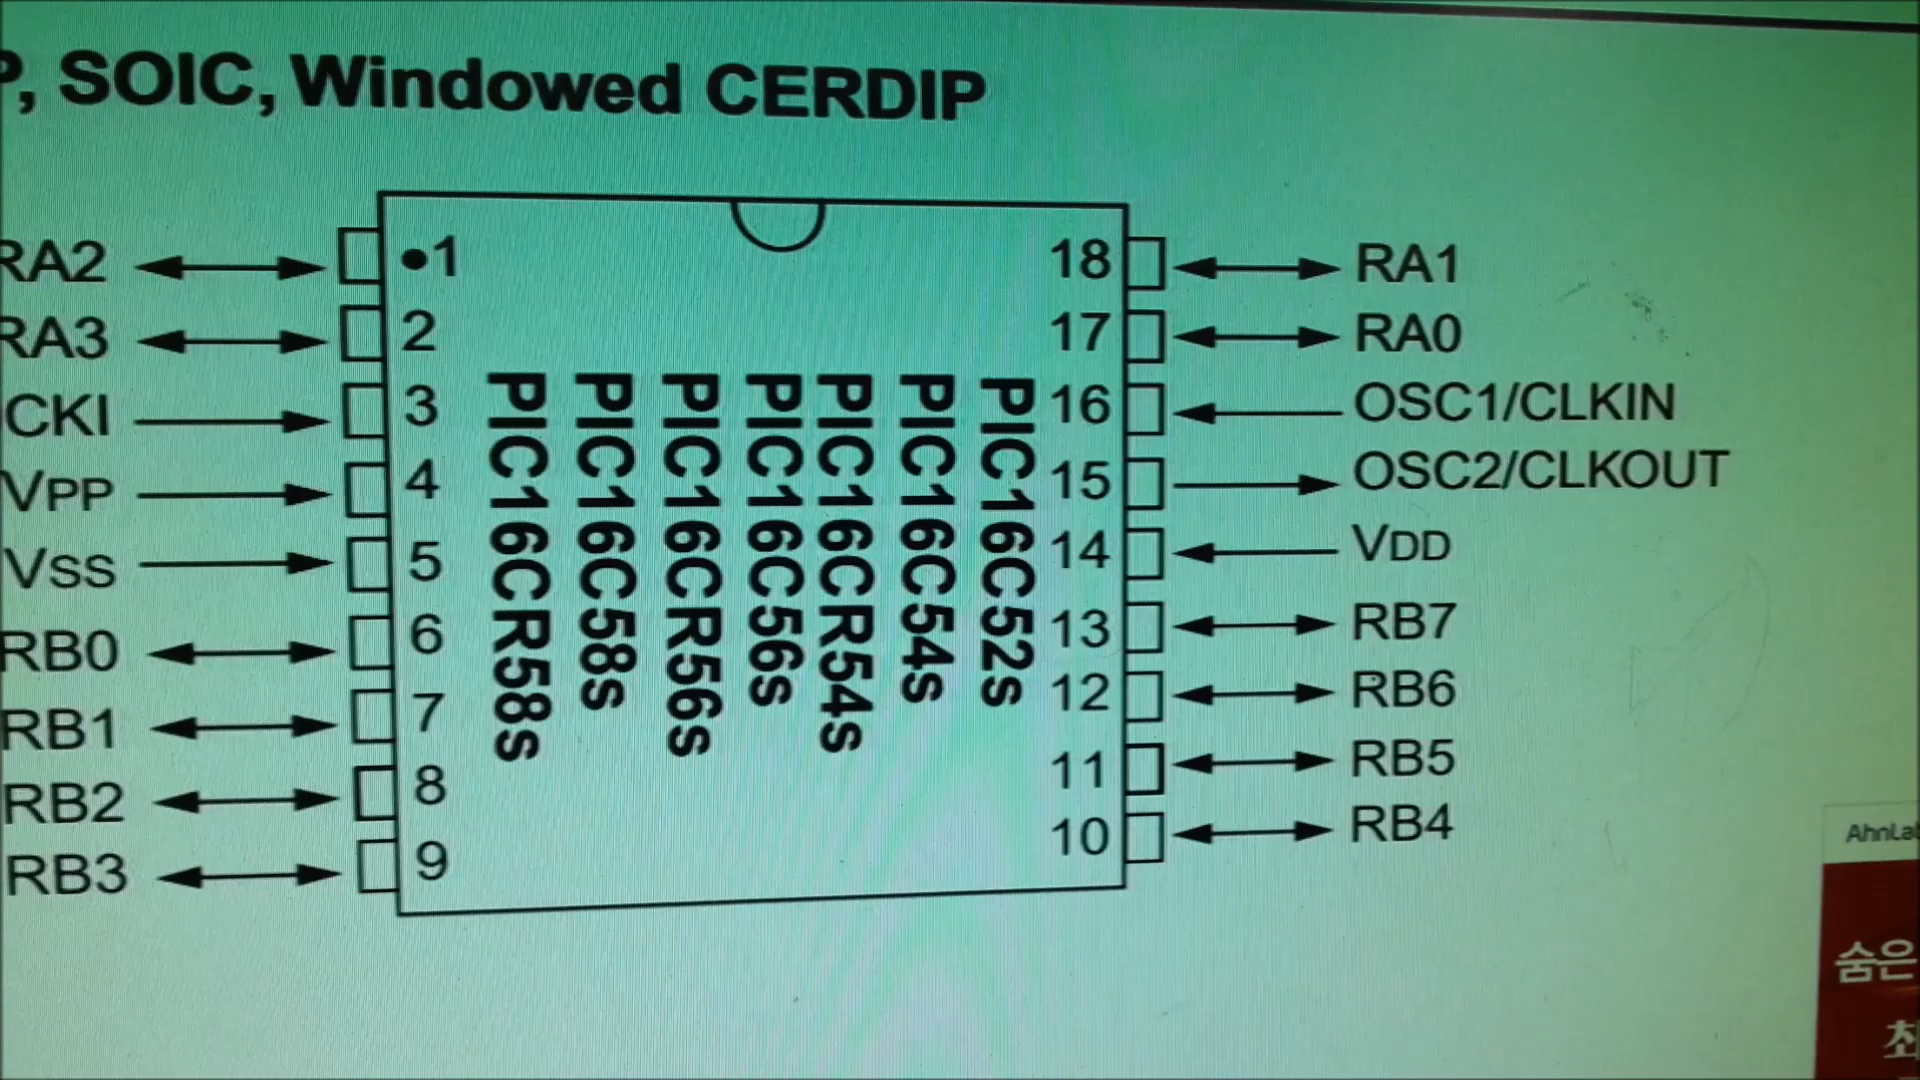 , SOIC, Windowed CERDIP
RA2
RA3
CKI
VPP
VSS
RB0
RB1
RB2
RB3
•1
2
3
4
5
6
7
8
9
PIC16CR58s
PIC16C58s
PIC16CR56s
PIC16C56s
PIC16CR54s
PIC16C54s
PIC16C52s
18
17
16
15
14
13
12
11
10
RA1
RA0
OSC1/CLKIN
OSC2/CLKOUT
VDD
RB7
RB6
RB5
RB4
AhnLa
숨은